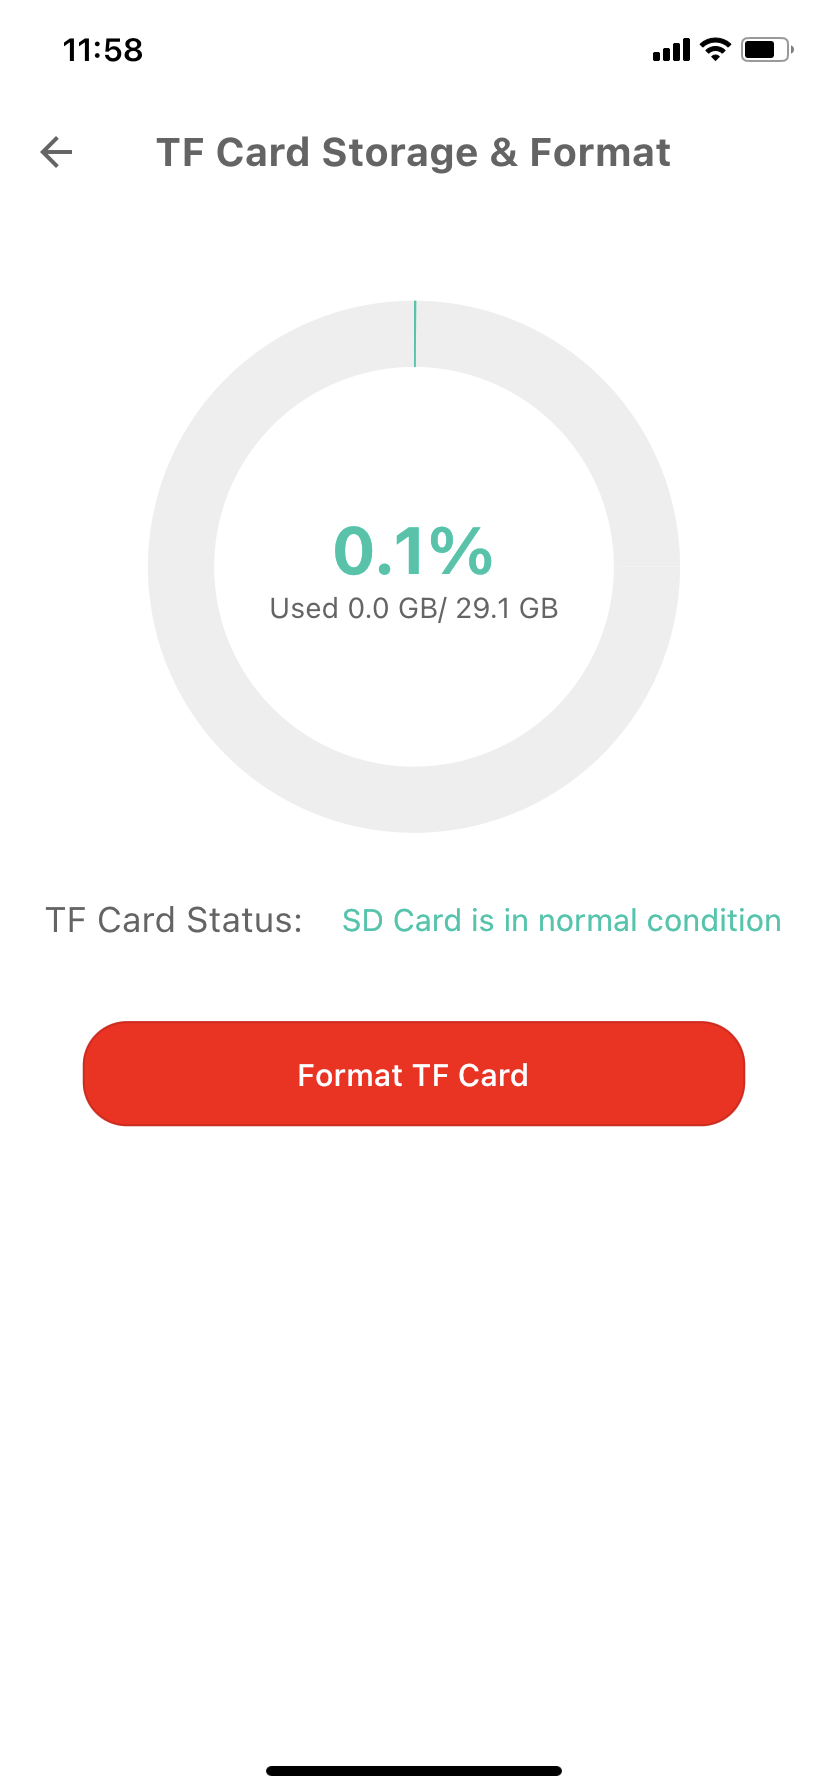 11:58
TF Card Storage & Format
0.1%
Used 0.0 GB/ 29.1 GB
TF Card Status: SD Card is in normal condition
Format TF Card